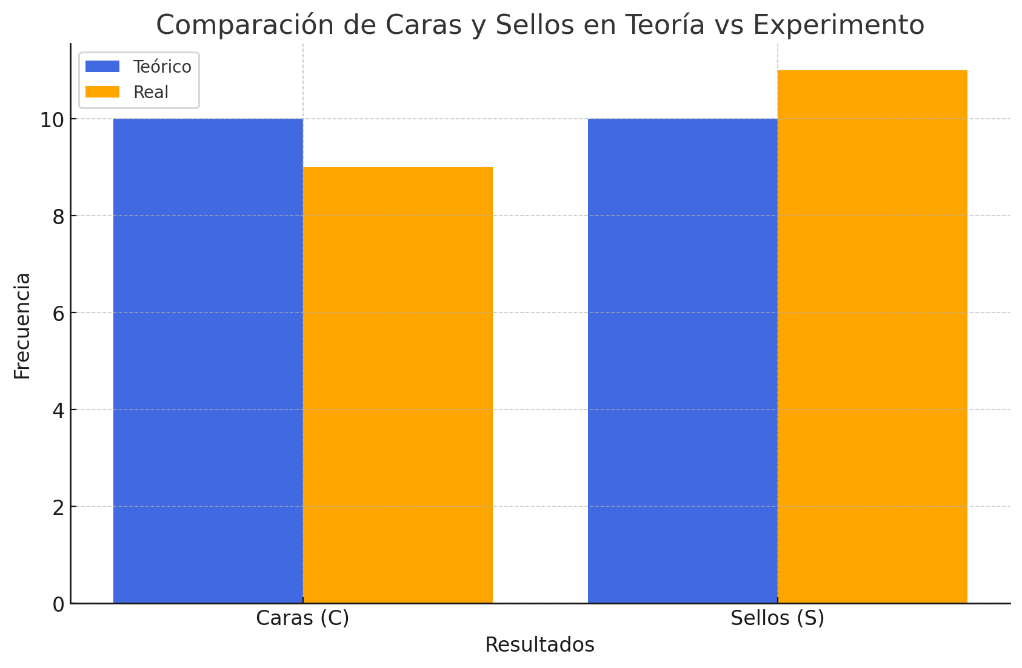 Comparación de Caras y Sellos en Teoría vs Experimento
Teórico
Real
Frecuencia
10
8
6
4
2
0
Caras (C)
Sellos (S)
Resultados